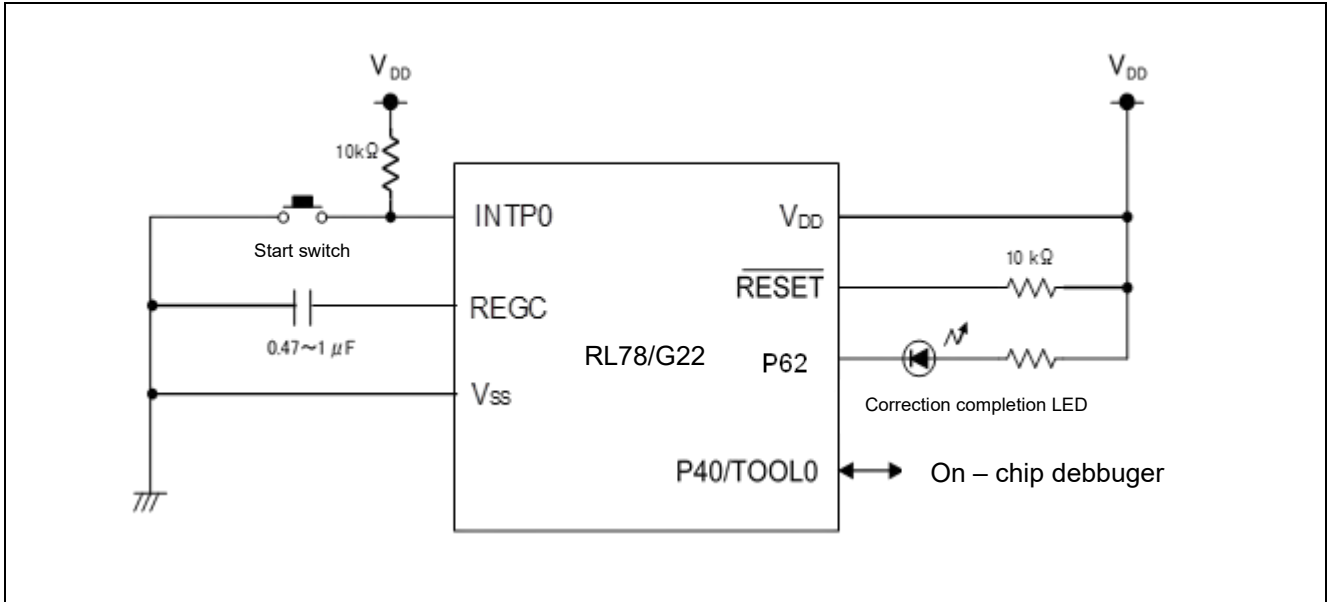 VDD
VDD
10kΩ
INTP0
VDD
Start switch
10 kΩ
RESET
REGC
0.47~1 μF
RL78/G22
P62
VSS
Correction completion LED
P40/TOOL0
On – chip debbuger